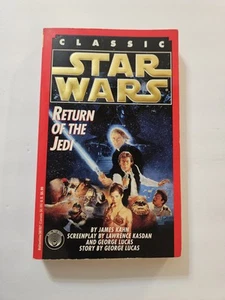 CLASSIC
STAR
WARS
RETURN
OF THE
JEDI
BY JAMES KAHN
SCREENPLAY BY LAWRENCE KASDAN
AND GEORGE LUCAS
STORY BY GEORGE LUCAS